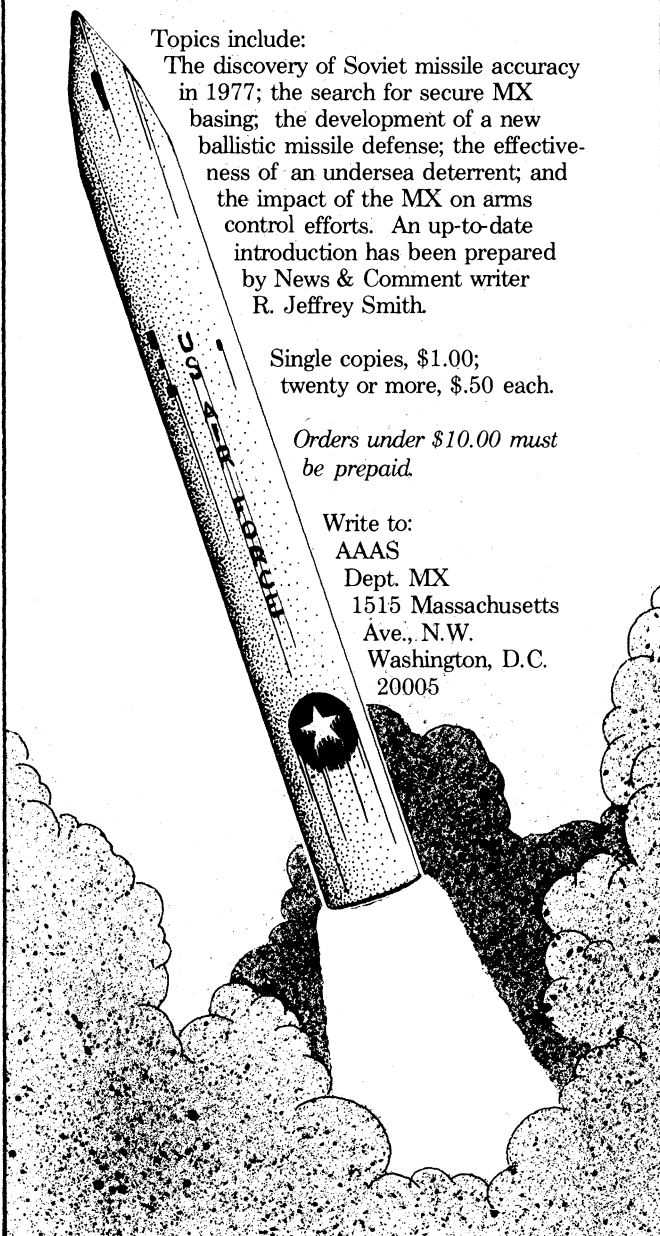 Topics include:
The discovery of Soviet missile accuracy
in 1977; the search for secure MX
basing; the development of a new
ballistic missile defense; the effective-
ness of an undersea deterrent; and
the impact of the MX on arms
control efforts. An up-to-date
introduction has been prepared
by News & Comment writer
R. Jeffrey Smith.
Single copies, $1.00;
twenty or more, $.50 each.
Orders under $10.00 must
be prepaid.
Write to:
AAAS
Dept. MX
1515 Massachusetts
Ave., N.W.
Washington, D.C.
20005
US AIR FORCE